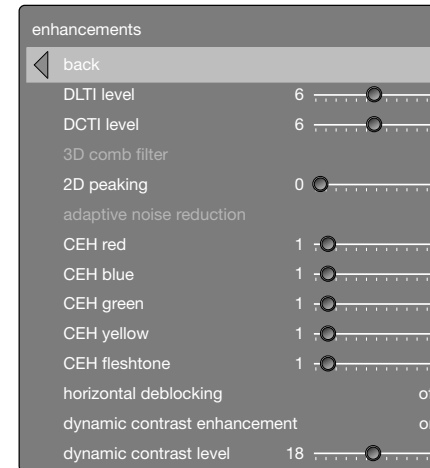 enhancements
back
DLTI level 6
DCTI level 6
3D comb filter
2D peaking 0
adaptive noise reduction
CEH red 1
CEH blue 1
CEH green 1
CEH yellow 1
CEH fleshtone 1
horizontal deblocking
dynamic contrast enhancement
dynamic contrast level 18